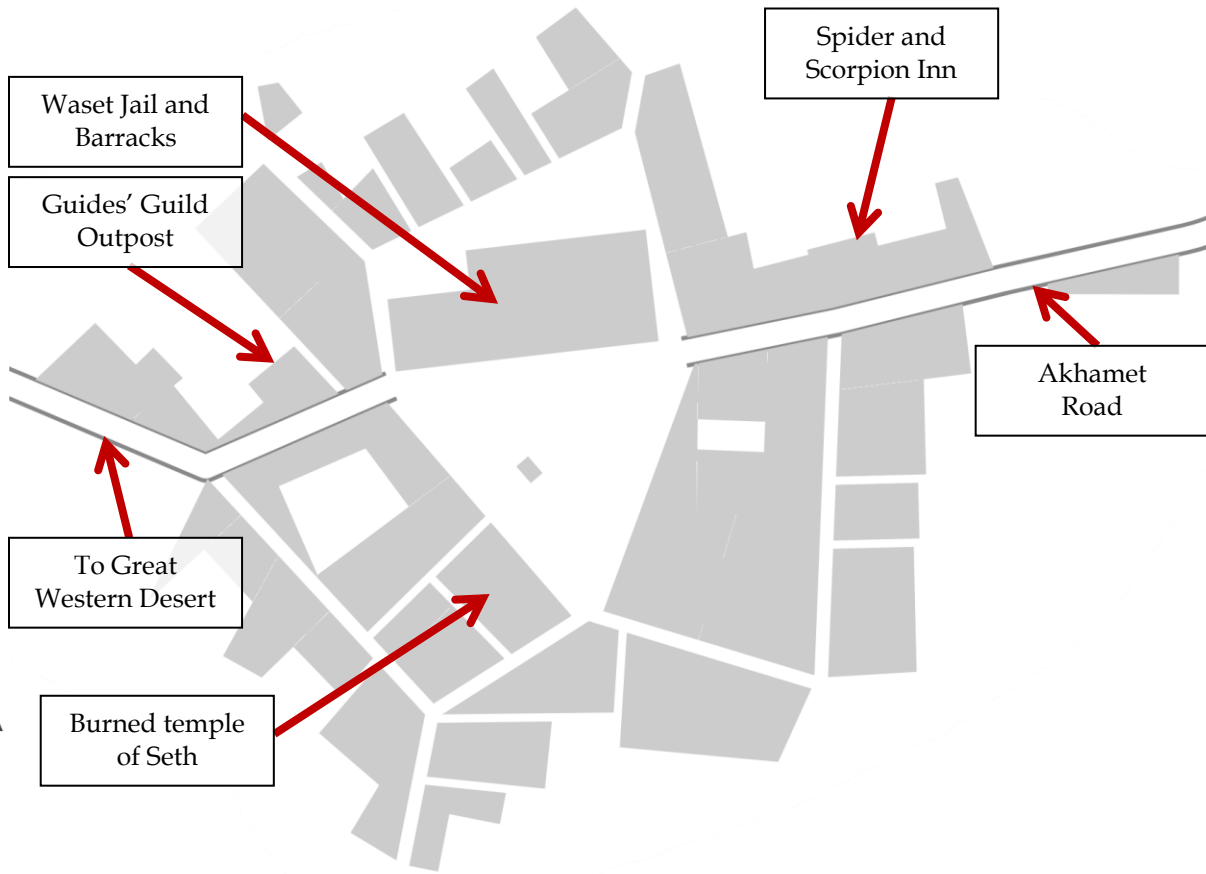 Spider and
Scorpion Inn
Waset Jail and
Barracks
Guides’ Guild
Outpost
Akhamet
Road
To Great
Western Desert
Burned temple
of Seth